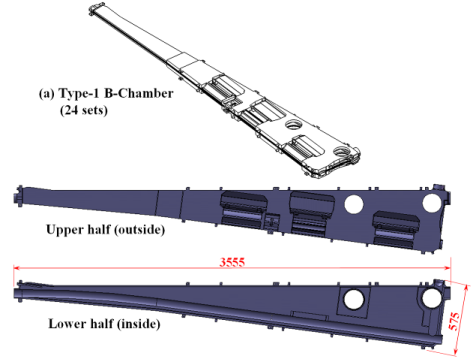 (a) Type-1 B-Chamber
(24 sets)
Upper half (outside)
3555
Lower half (inside)
575